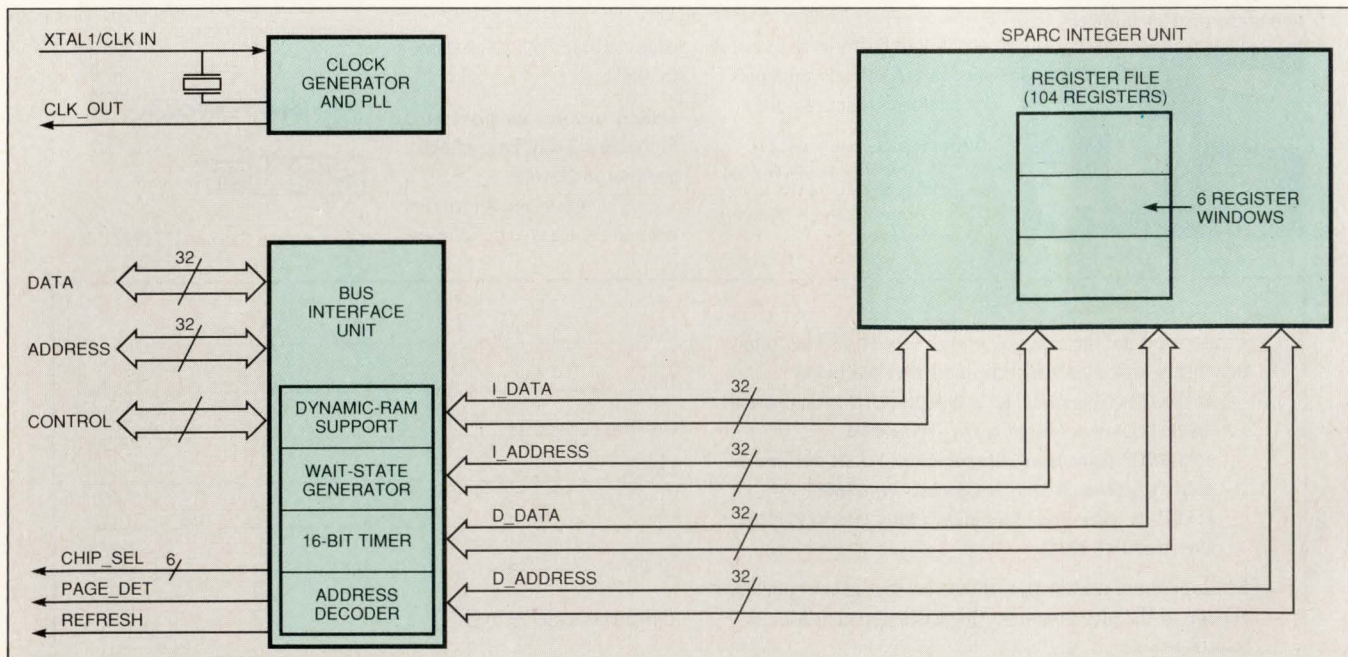 XTAL1/CLK IN
CLOCK
GENERATOR
AND PLL
CLK_OUT
SPARC INTEGER UNIT
REGISTER FILE
(104 REGISTERS)
6 REGISTER
WINDOWS
DATA
32
ADDRESS
32
CONTROL
BUS
INTERFACE
UNIT
DYNAMIC-RAM
SUPPORT
WAIT-STATE
GENERATOR
16-BIT TIMER
ADDRESS
DECODER
I_DATA
32
I_ADDRESS
32
D_DATA
32
D_ADDRESS
32
CHIP_SEL
6
PAGE_DET
REFRESH